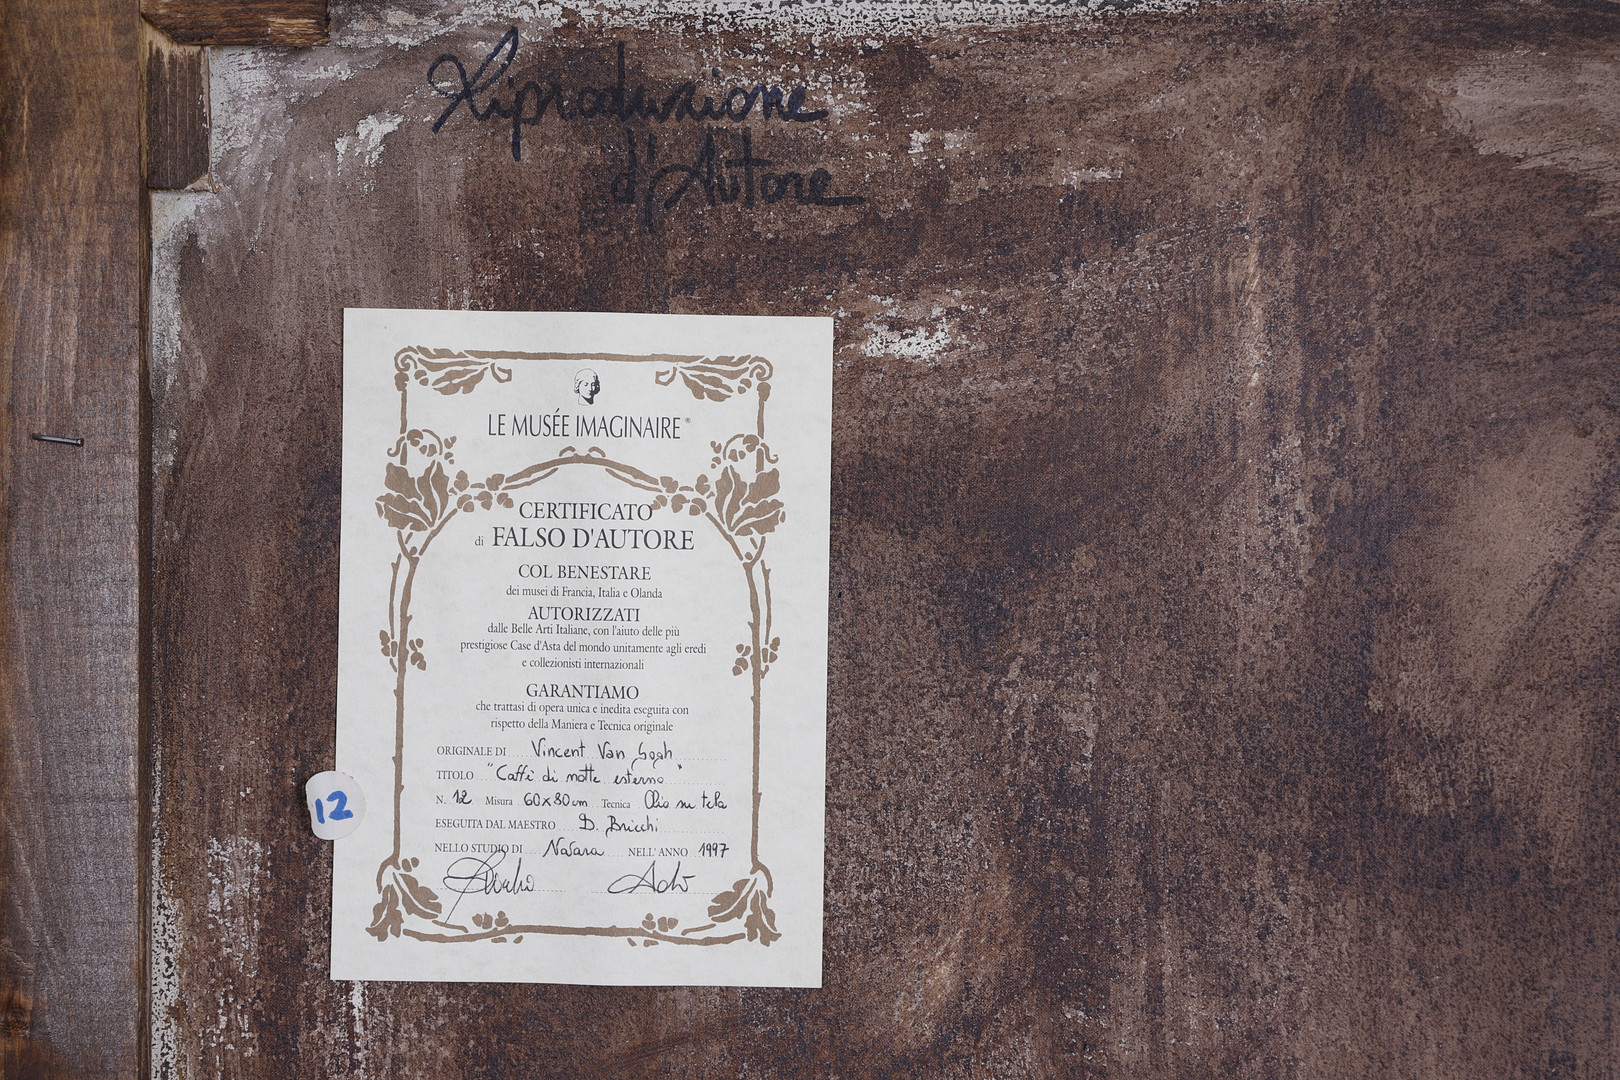 Riproduzione
d'Autore
LE MUSÉE IMAGINAIRE®
CERTIFICATO
di FALSO D'AUTORE
COL BENESTARE
dei musei di Francia, Italia e Olanda
AUTORIZZATI
dalle Belle Arti Italiane, con l'aiuto delle più
prestigiose Case d'Asta del mondo unitamente agli eredi
e collezionisti internazionali
GARANTIAMO
che trattasi di opera unica e inedita eseguita con
rispetto della Maniera e Tecnica originale
ORIGINALE DI Vincent Van Gogh
TITOLO "Caffè di notte esterno"
N. 12 Misura 60x80cm Tecnica Olio su tela
ESEGUITA DAL MAESTRO D. Bricchi
NELLO STUDIO DI Novara NELL'ANNO 1997
12